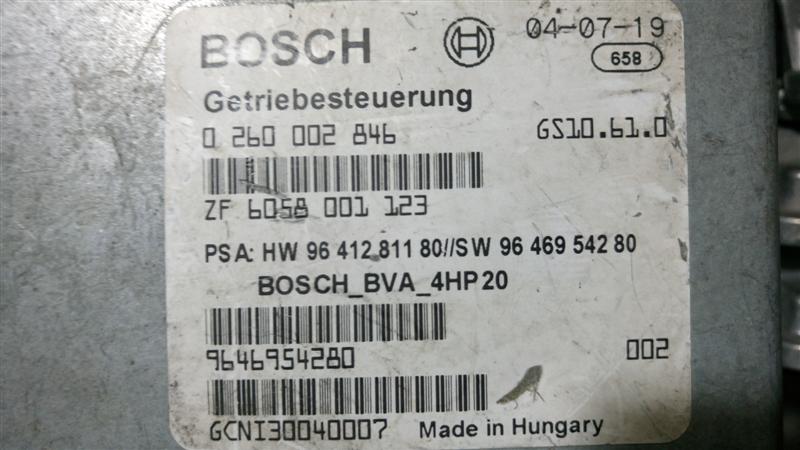 BOSCH 04-07-19
658
Getriebesteuerung
0 260 002 846 GS10.61.0
ZF 6058 001 123
PSA: HW 96 412 811 80//SW 96 469 542 80
BOSCH_BVA_4HP20
9646954280 002
GCNI30040007 Made in Hungary